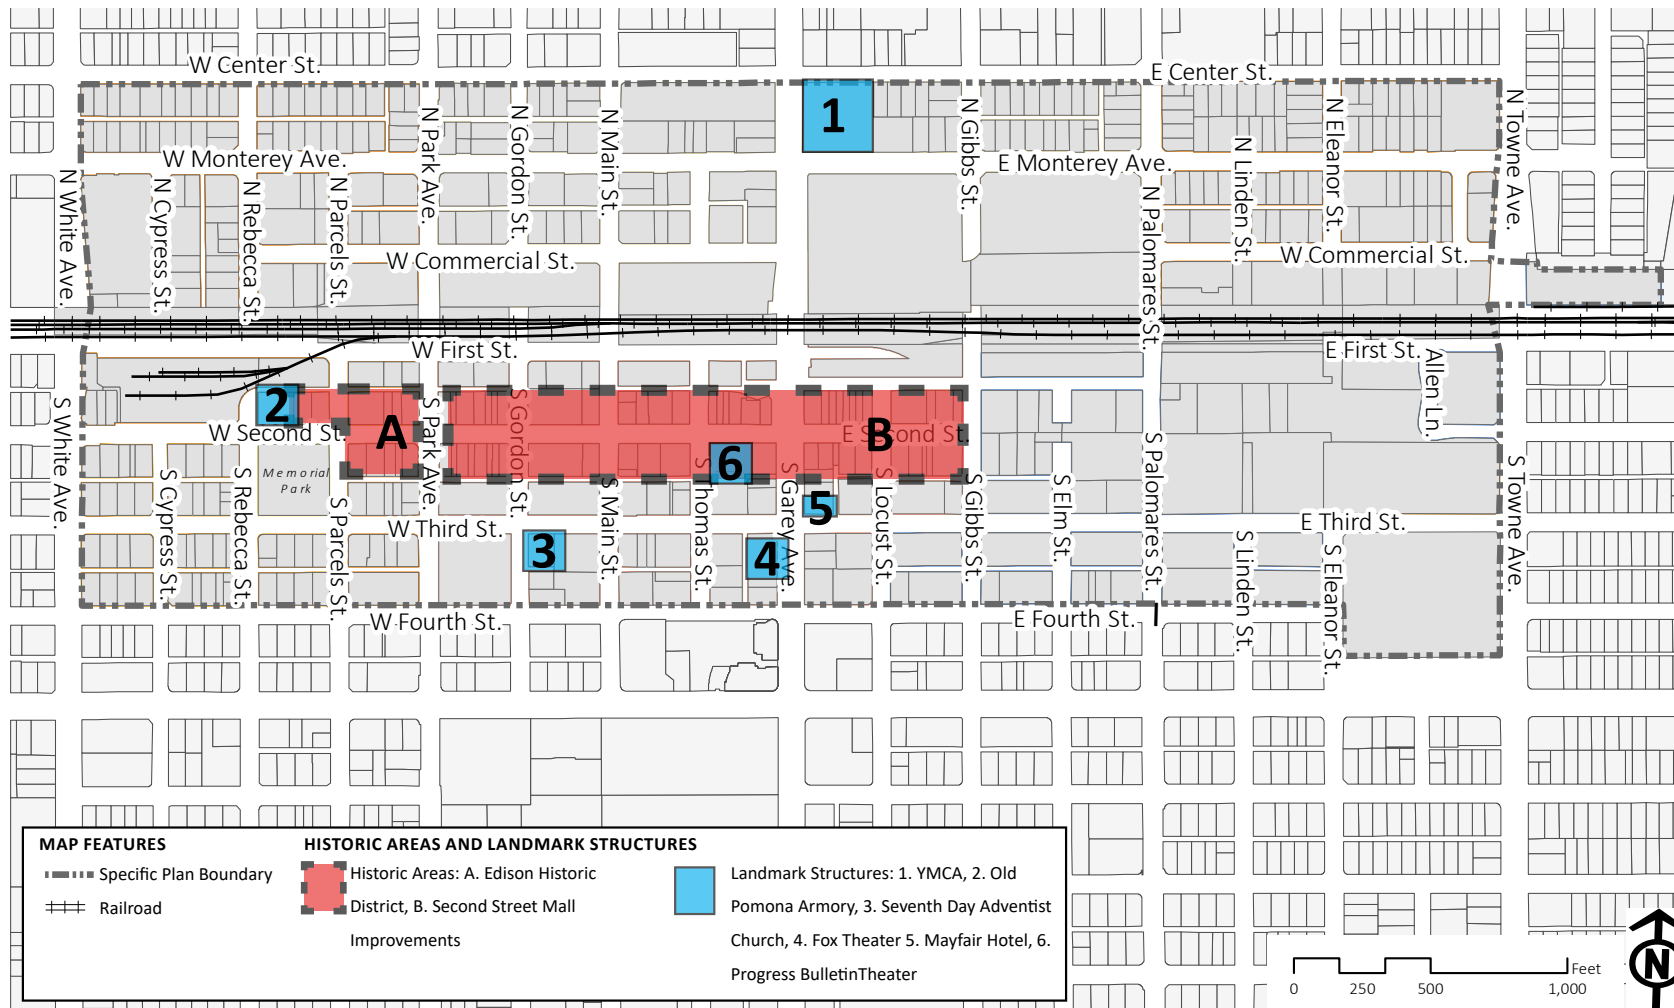 W Center St.
E Center St.
1
N White Ave.
N Cypress St.
N Rebecca St.
N Parcels St.
N Park Ave.
N Gordon St.
N Main St.
N Gibbs St.
N Palomares St.
N Linden St.
N Eleanor St.
N Towne Ave.
W Monterey Ave.
E Monterey Ave.
W Commercial St.
W Commercial St.
W First St.
E First St.
Allen Ln.
2
A
B
W Second St.
E Second St.
6
5
Memorial
Park
S White Ave.
S Cypress St.
S Rebecca St.
S Parcels St.
S Park Ave.
S Gordon St.
S Main St.
S Thomas St.
S Garey Ave.
S Locust St.
S Gibbs St.
S Elm St.
S Palomares St.
S Linden St.
S Eleanor St.
S Towne Ave.
W Third St.
E Third St.
3
4
W Fourth St.
E Fourth St.
MAP FEATURES
Specific Plan Boundary
Railroad
HISTORIC AREAS AND LANDMARK STRUCTURES
Historic Areas: A. Edison Historic
District, B. Second Street Mall
Improvements
Landmark Structures: 1. YMCA, 2. Old
Pomona Armory, 3. Seventh Day Adventist
Church, 4. Fox Theater 5. Mayfair Hotel, 6.
Progress BulletinTheater
Feet
0 250 500 1,000
N